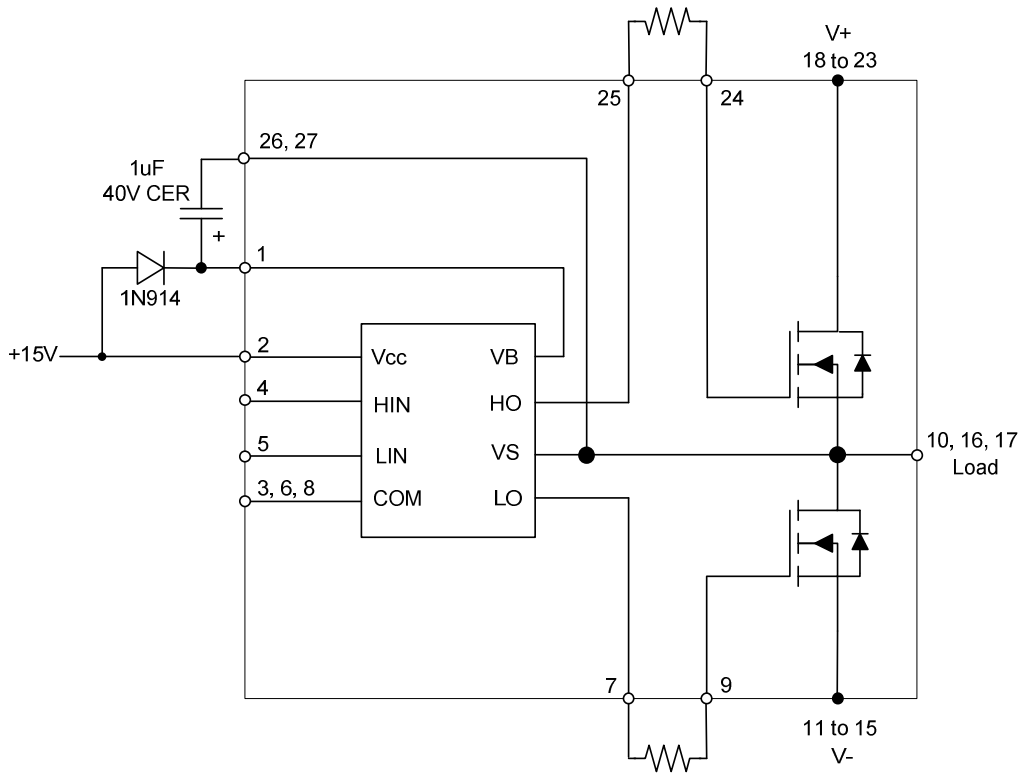 V+
18 to 23
25
24
26, 27
1uF
40V CER
+
1
1N914
+15V
2
Vcc
VB
4
HIN
HO
5
LIN
VS
10, 16, 17
Load
3, 6, 8
COM
LO
7
9
11 to 15
V-